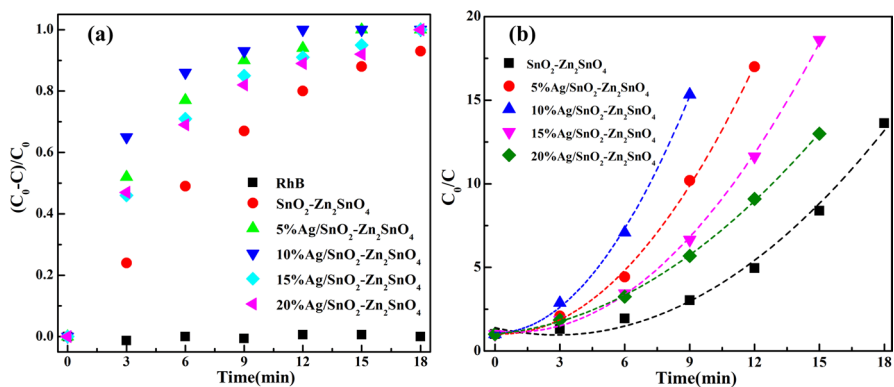 (a)
(C₀-C)/C₀
1.0
0.8
0.6
0.4
0.2
0.0
RhB
SnO₂-Zn₂SnO₄
5%Ag/SnO₂-Zn₂SnO₄
10%Ag/SnO₂-Zn₂SnO₄
15%Ag/SnO₂-Zn₂SnO₄
20%Ag/SnO₂-Zn₂SnO₄
0 3 6 9 12 15 18
Time(min)
(b)
C₀/C
20
15
10
5
0
SnO₂-Zn₂SnO₄
5%Ag/SnO₂-Zn₂SnO₄
10%Ag/SnO₂-Zn₂SnO₄
15%Ag/SnO₂-Zn₂SnO₄
20%Ag/SnO₂-Zn₂SnO₄
0 3 6 9 12 15 18
Time(min)